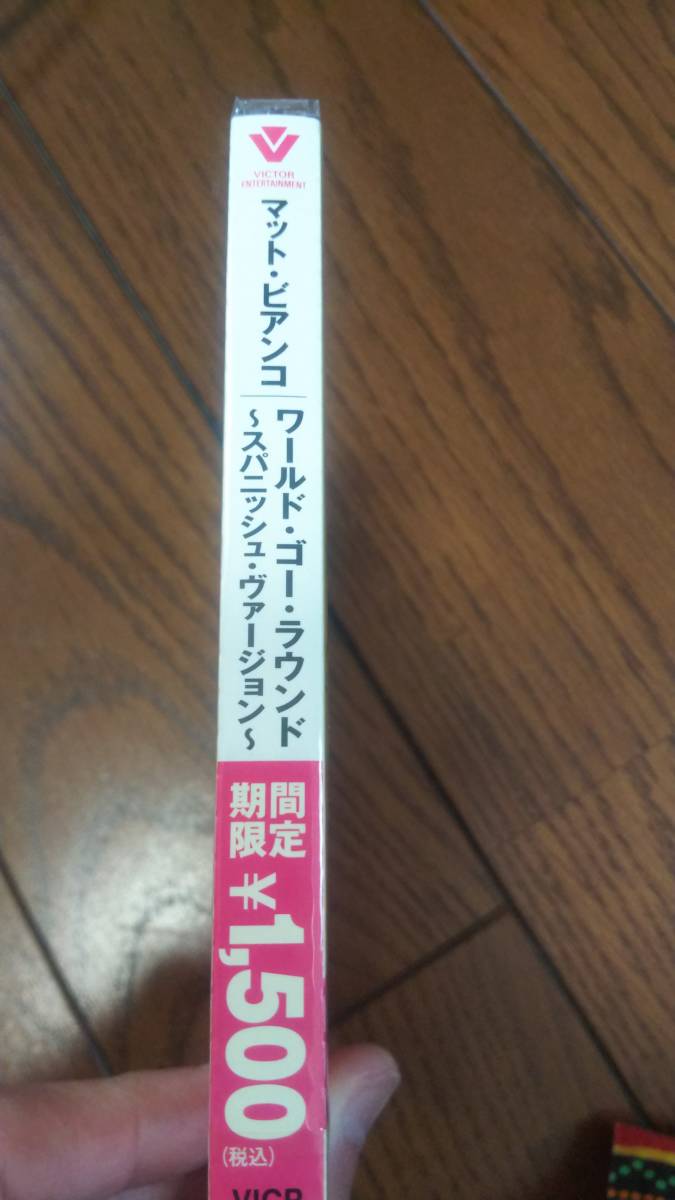 VICTOR
ENTERTAINMENT
マット・ビアンコ
ワールド・ゴー・ラウンド
～スパニッシュ・ヴァージョン～
期間
限定
¥1,500
(税込)
VICP